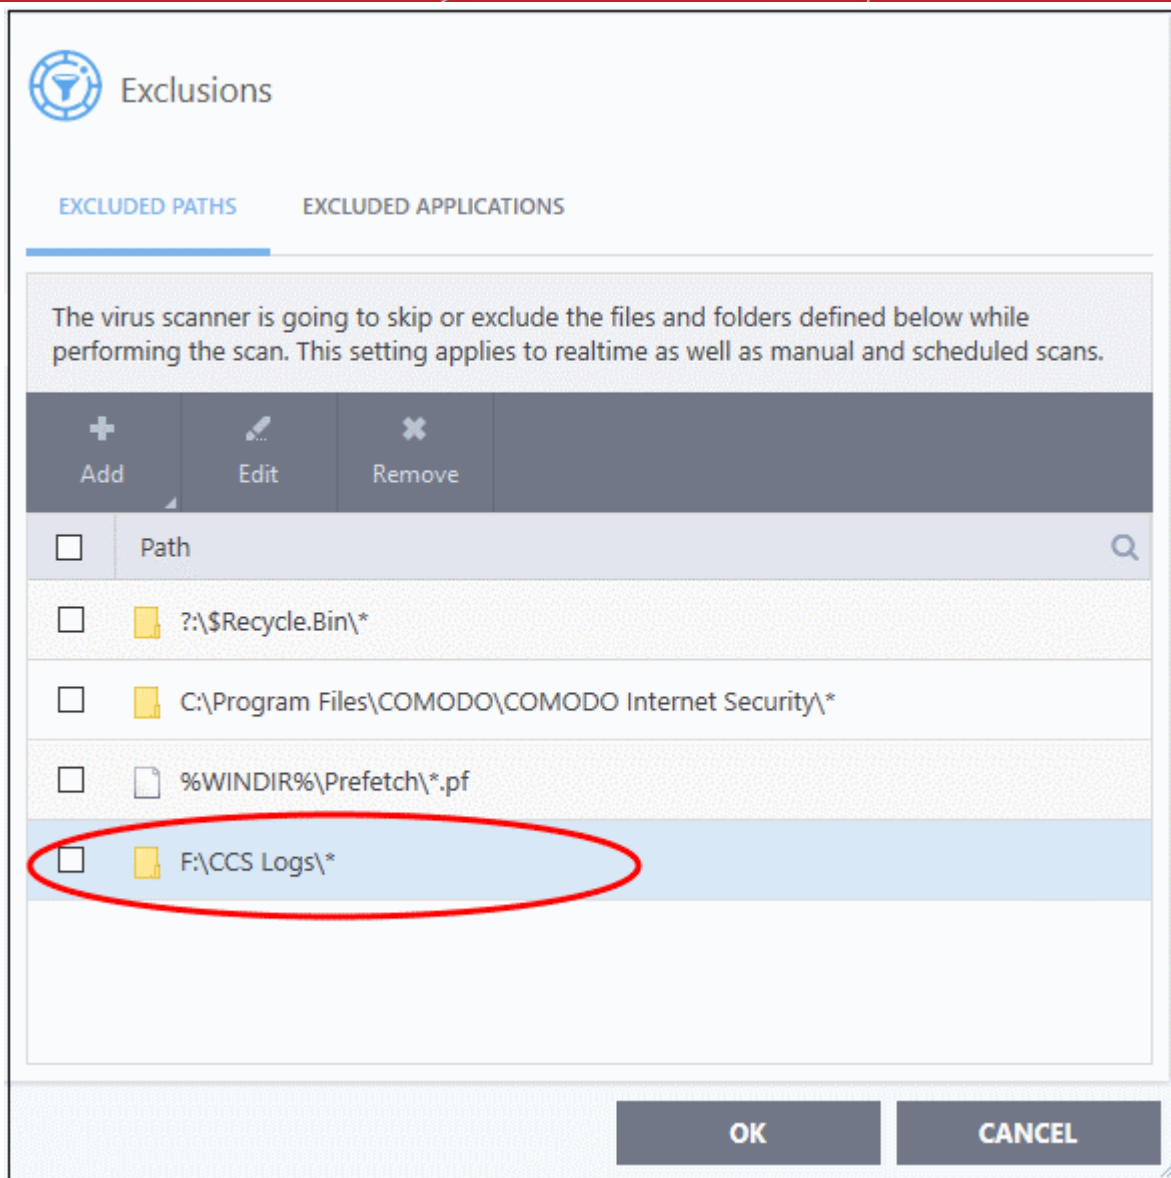 Exclusions
EXCLUDED PATHS EXCLUDED APPLICATIONS
The virus scanner is going to skip or exclude the files and folders defined below while
performing the scan. This setting applies to realtime as well as manual and scheduled scans.
Add Edit Remove
Path
?:\$Recycle.Bin\*
C:\Program Files\COMODO\COMODO Internet Security\*
%WINDIR%\Prefetch\*.pf
F:\CCS Logs\*
OK CANCEL